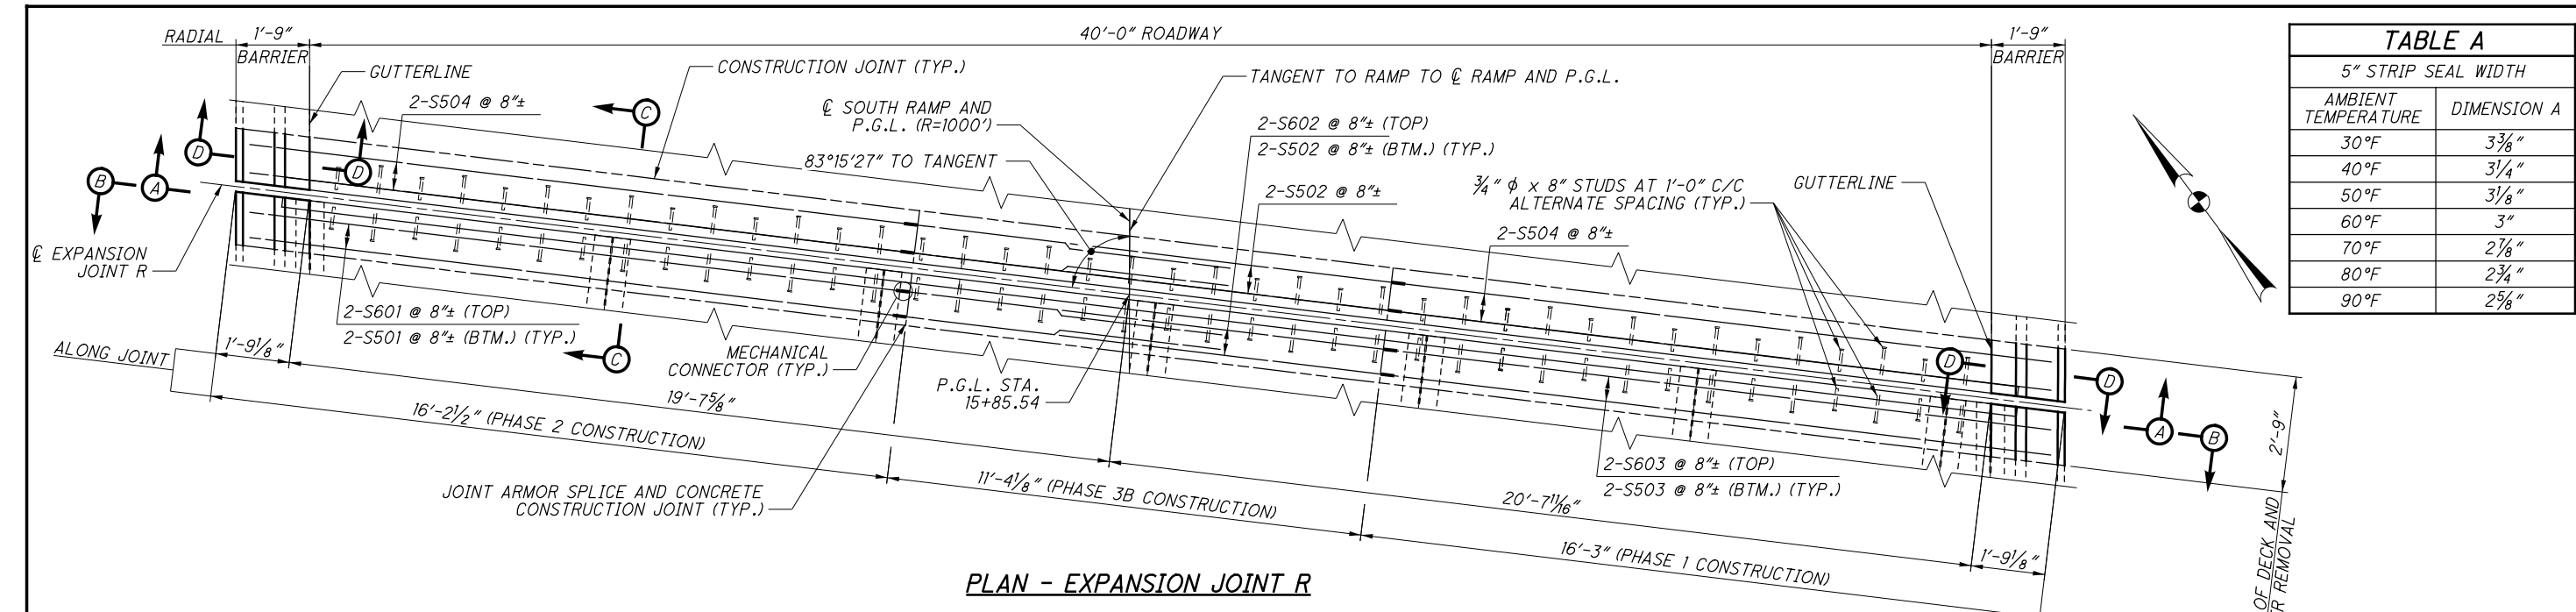 RADIAL
1'-9"
BARRIER
40'-0" ROADWAY
1'-9"
BARRIER
GUTTERLINE
CONSTRUCTION JOINT (TYP.)
2-S504 @ 8"±
C
℄ SOUTH RAMP AND
P.G.L. (R=1000')
TANGENT TO RAMP TO ℄ RAMP AND P.G.L.
2-S602 @ 8"± (TOP)
2-S502 @ 8"± (BTM.) (TYP.)
83°15'27" TO TANGENT
2-S502 @ 8"±
¾" ϕ x 8" STUDS AT 1'-0" C/C
ALTERNATE SPACING (TYP.)
GUTTERLINE
2-S504 @ 8"±
D
D
B
A
℄ EXPANSION
JOINT R
2-S601 @ 8"± (TOP)
2-S501 @ 8"± (BTM.) (TYP.)
C
MECHANICAL
CONNECTOR (TYP.)
P.G.L. STA.
15+85.54
D
D
A
B
ALONG JOINT
1'-9⅛"
19'-7⅝"
16'-2½" (PHASE 2 CONSTRUCTION)
JOINT ARMOR SPLICE AND CONCRETE
CONSTRUCTION JOINT (TYP.)
11'-4⅛" (PHASE 3B CONSTRUCTION)
2-S603 @ 8"± (TOP)
2-S503 @ 8"± (BTM.) (TYP.)
20'-7 11/16"
16'-3" (PHASE 1 CONSTRUCTION)
1'-9⅛"
2'-9"
OF DECK AND
REMOVAL
PLAN - EXPANSION JOINT R
TABLE A
5" STRIP SEAL WIDTH
AMBIENT TEMPERATURE DIMENSION A
30°F 3⅜"
40°F 3¼"
50°F 3⅛"
60°F 3"
70°F 2⅞"
80°F 2¾"
90°F 2⅝"